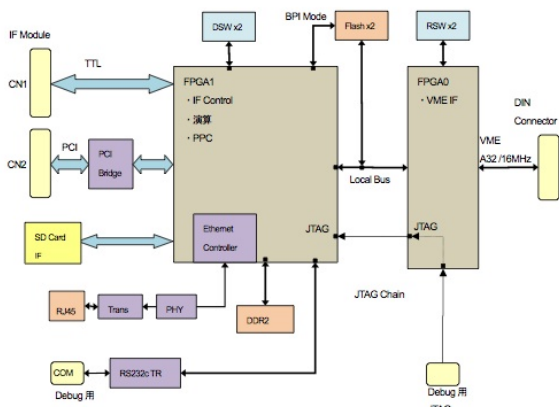 IF Module
CN1
TTL
DSW x2
BPI Mode
Flash x2
RSW x2
FPGA1
・IF Control
・演算
・PPC
FPGA0
・VME IF
DIN
Connector
VME
A32 /16MHz
CN2
PCI
PCI
Bridge
Local Bus
SD Card
IF
Ethernet
Controller
JTAG
JTAG
JTAG Chain
RJ45
Trans
PHY
DDR2
COM
RS232c TR
Debug 用
Debug 用
JTAG